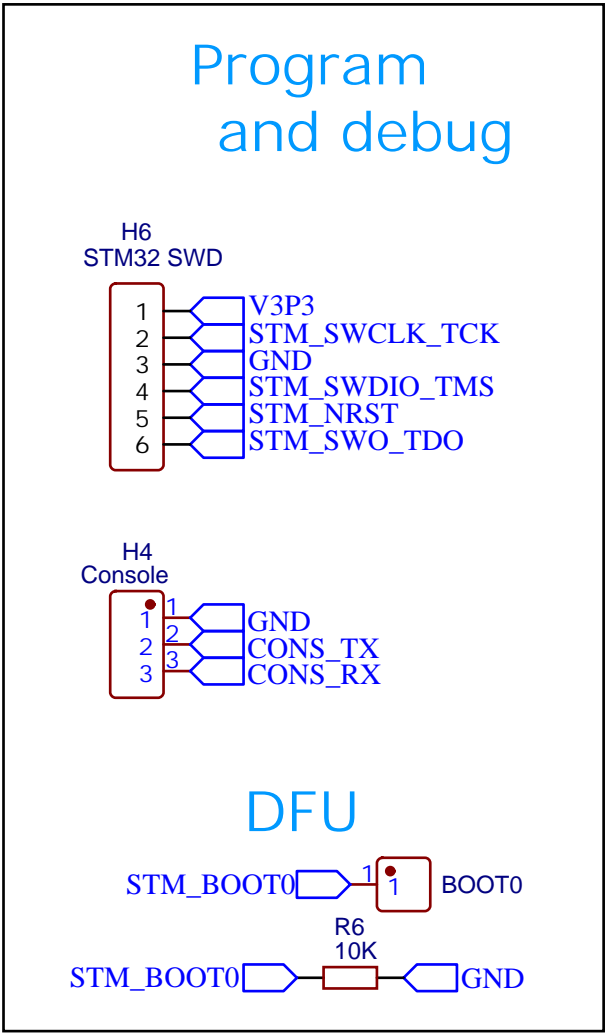 Program
and debug
H6
STM32 SWD
1 V3P3
2 STM_SWCLK_TCK
3 GND
4 STM_SWDIO_TMS
5 STM_NRST
6 STM_SWO_TDO
H4
Console
1 1 GND
2 2 CONS_TX
3 3 CONS_RX
DFU
STM_BOOT0 1 1 BOOT0
R6
10K
STM_BOOT0 GND